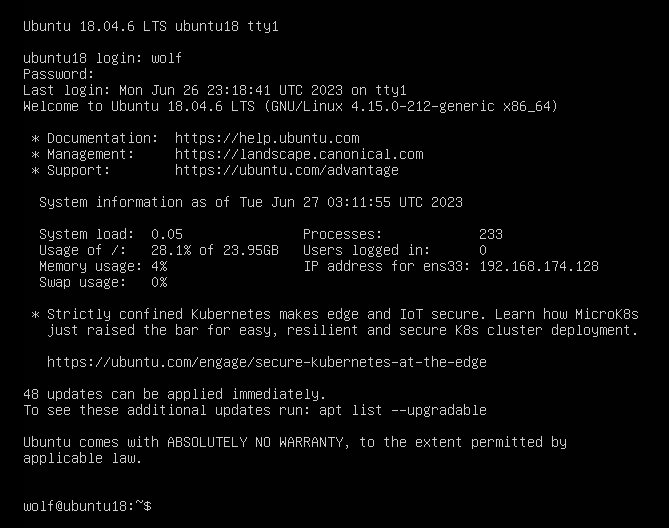 Ubuntu 18.04.6 LTS ubuntu18 tty1
ubuntu18 login: wolf
Password:
Last login: Mon Jun 26 23:18:41 UTC 2023 on tty1
Welcome to Ubuntu 18.04.6 LTS (GNU/Linux 4.15.0-212-generic x86_64)
 * Documentation:  https://help.ubuntu.com
 * Management:     https://landscape.canonical.com
 * Support:        https://ubuntu.com/advantage
  System information as of Tue Jun 27 03:11:55 UTC 2023
  System load:  0.05               Processes:            233
  Usage of /:   28.1% of 23.95GB   Users logged in:      0
  Memory usage: 4%                 IP address for ens33: 192.168.174.128
  Swap usage:   0%
 * Strictly confined Kubernetes makes edge and IoT secure. Learn how MicroK8s
   just raised the bar for easy, resilient and secure K8s cluster deployment.
   https://ubuntu.com/engage/secure-kubernetes-at-the-edge
48 updates can be applied immediately.
To see these additional updates run: apt list --upgradable
Ubuntu comes with ABSOLUTELY NO WARRANTY, to the extent permitted by
applicable law.
wolf@ubuntu18:~$